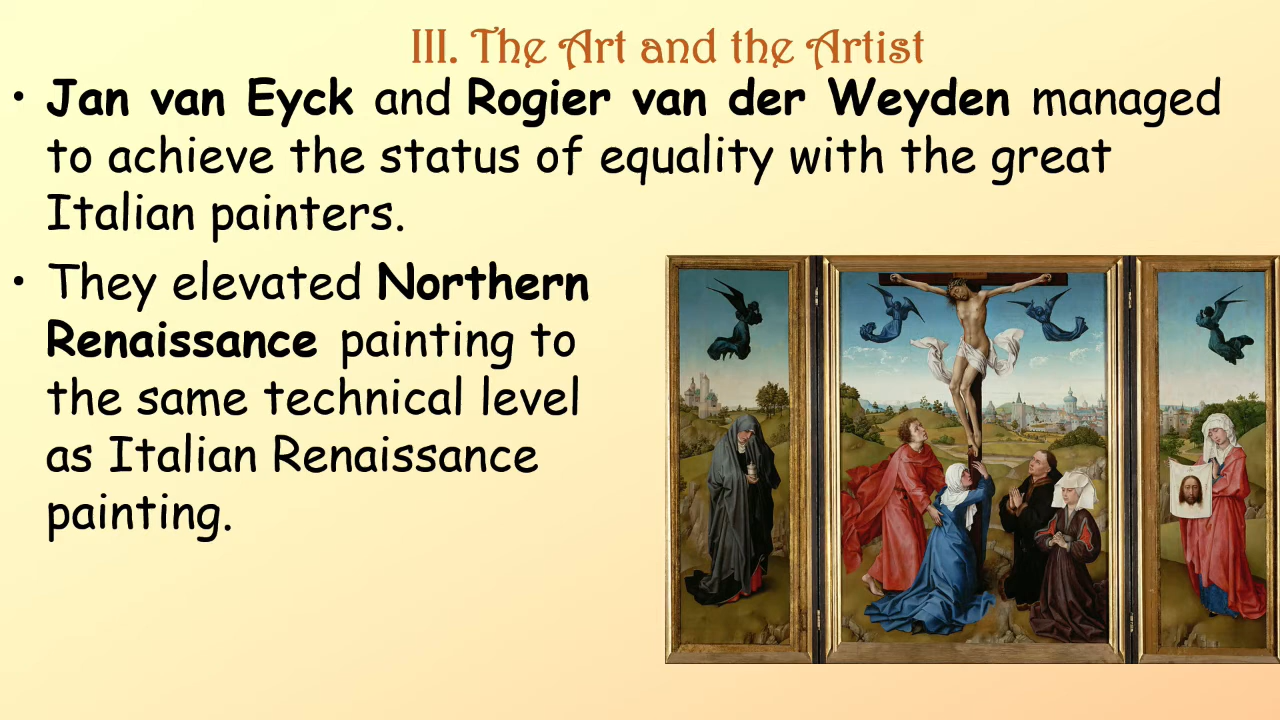 III. The Art and the Artist
• Jan van Eyck and Rogier van der Weyden managed
to achieve the status of equality with the great
Italian painters.
• They elevated Northern
Renaissance painting to
the same technical level
as Italian Renaissance
painting.